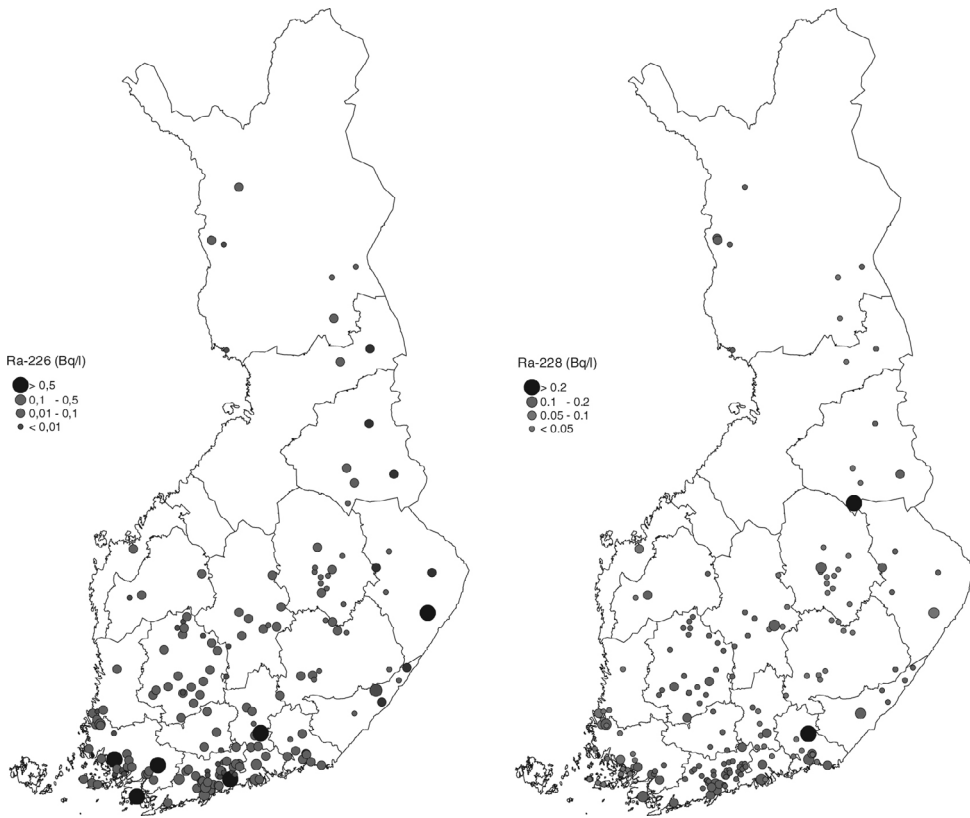 Ra-226 (Bq/l)
> 0,5
0,1 - 0,5
0,01 - 0,1
< 0,01
Ra-228 (Bq/l)
> 0.2
0.1 - 0.2
0.05 - 0.1
< 0.05